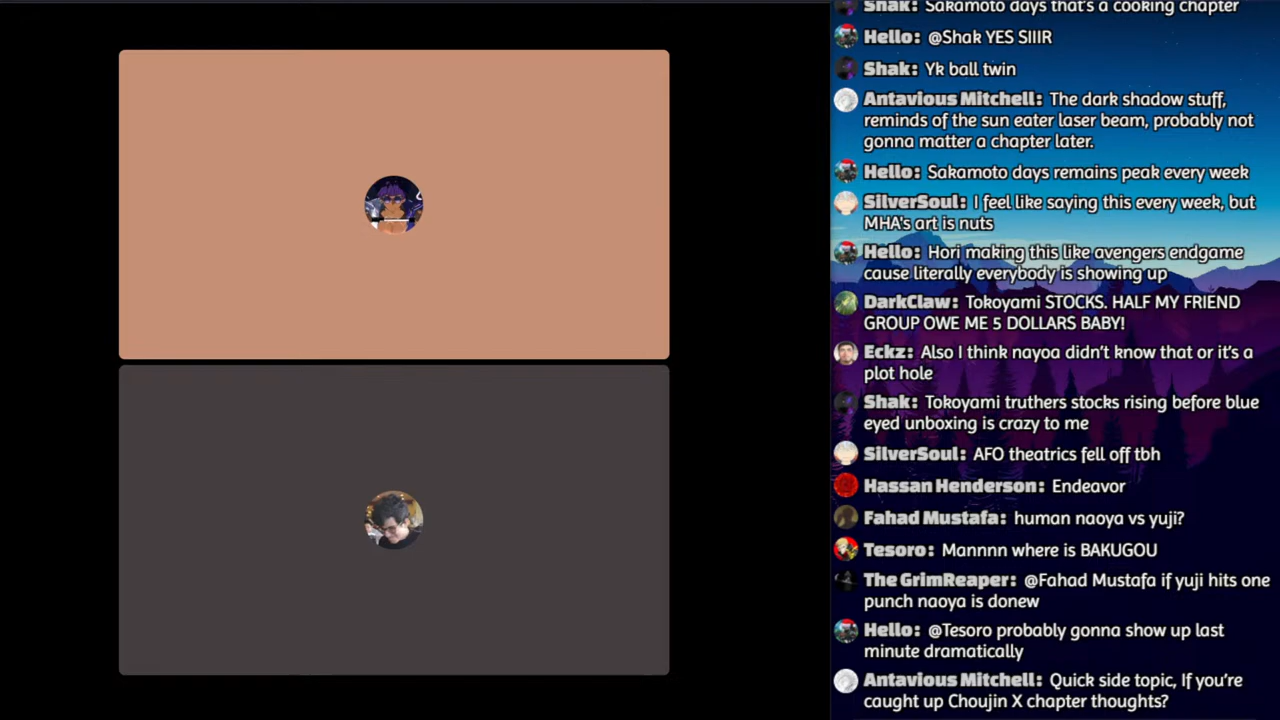 Shak: Sakamoto days that's a cooking chapter
Hello: @Shak YES SIIIR
Shak: Yk ball twin
Antavious Mitchell: The dark shadow stuff,
reminds of the sun eater laser beam, probably not
gonna matter a chapter later.
Hello: Sakamoto days remains peak every week
SilverSoul: I feel like saying this every week, but
MHA's art is nuts
Hello: Hori making this like avengers endgame
cause literally everybody is showing up
DarkClaw: Tokoyami STOCKS. HALF MY FRIEND
GROUP OWE ME 5 DOLLARS BABY!
Eckz: Also I think nayoa didn't know that or it's a
plot hole
Shak: Tokoyami truthers stocks rising before blue
eyed unboxing is crazy to me
SilverSoul: AFO theatrics fell off tbh
Hassan Henderson: Endeavor
Fahad Mustafa: human naoya vs yuji?
Tesoro: Mannnn where is BAKUGOU
The GrimReaper: @Fahad Mustafa if yuji hits one
punch naoya is donew
Hello: @Tesoro probably gonna show up last
minute dramatically
Antavious Mitchell: Quick side topic, If you're
caught up Choujin X chapter thoughts?